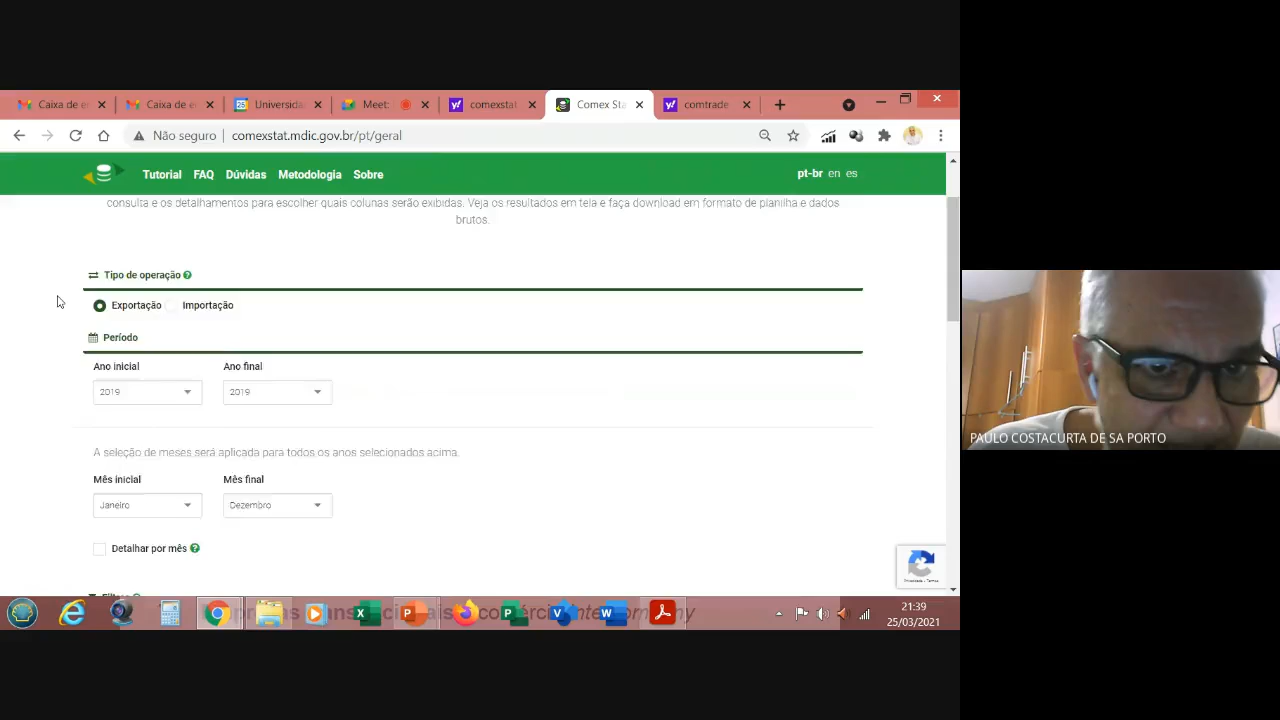 Caixa de e
Caixa de e
25
Universida
Meet:
y!
comexstat
Comex Sta
y!
comtrade
Não seguro
comexstat.mdic.gov.br/pt/geral
Tutorial
FAQ
Dúvidas
Metodologia
Sobre
pt-br
en
es
consulta e os detalhamentos para escolher quais colunas serão exibidas. Veja os resultados em tela e faça download em formato de planilha e dados
brutos.
Tipo de operação
Exportação
Importação
Período
Ano inicial
Ano final
2019
2019
A seleção de meses será aplicada para todos os anos selecionados acima.
Mês inicial
Mês final
Janeiro
Dezembro
Detalhar por mês
PAULO COSTACURTA DE SA PORTO
21:39
25/03/2021